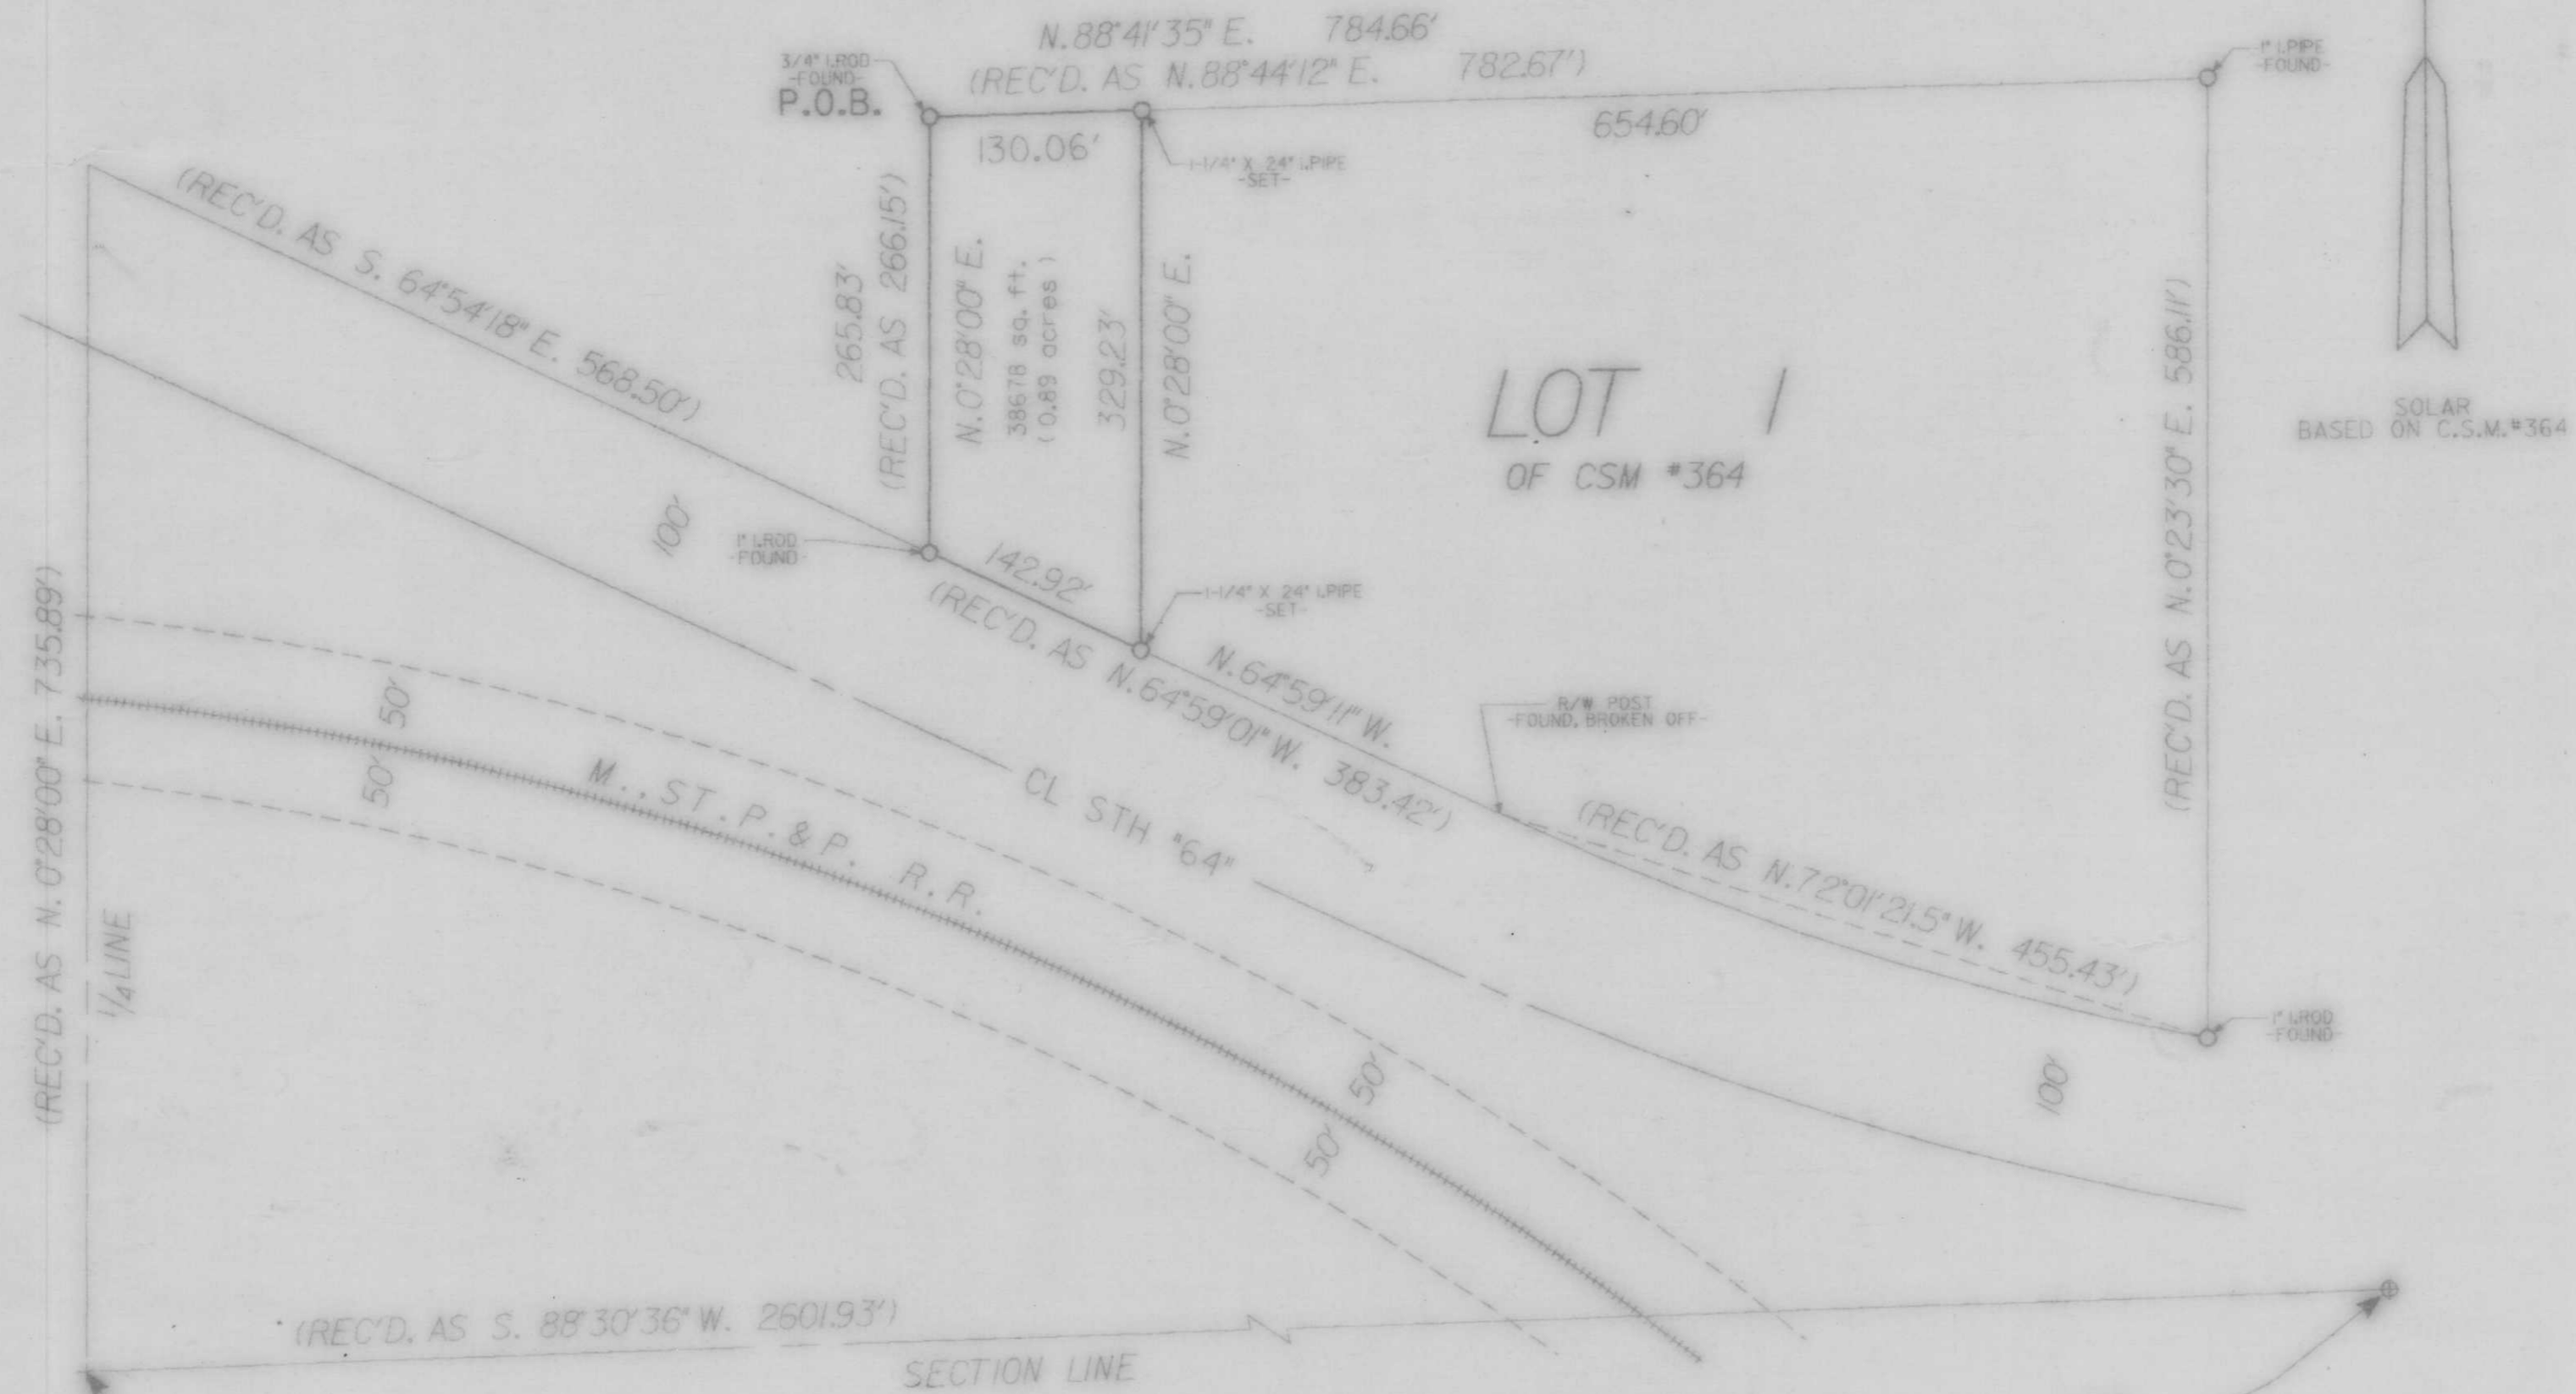 N.88°41'35" E. 784.66'
(REC'D. AS N.88°44'12" E. 782.67')
3/4" I.ROD
-FOUND-
P.O.B.
1" I.PIPE
-FOUND-
130.06'
654.60'
1-1/4" X 24" I.PIPE
-SET-
(REC'D. AS S. 64°54'18" E. 568.50')
265.83'
(REC'D. AS 266.15')
N.0°28'00" E.
38678 sq. ft.
(0.89 acres)
329.23'
N.0°28'00" E.
LOT 1
OF CSM #364
(REC'D. AS N.0°23'30" E. 586.11')
SOLAR
BASED ON C.S.M.#364
100'
1" I.ROD
-FOUND-
142.92'
(REC'D. AS N.64°59'01" W. 383.42')
1-1/4" X 24" I.PIPE
-SET-
N.64°59'11" W.
R/W POST
-FOUND, BROKEN OFF-
(REC'D. AS N.72°01'21.5" W. 455.43')
(REC'D. AS N.0°28'00" E. 735.89')
1/4 LINE
50'
50'
M.. ST. P. & P. R.R.
CL STH "64"
1" I.ROD
-FOUND-
100'
50'
50'
(REC'D. AS S. 88°30'36" W. 2601.93')
SECTION LINE